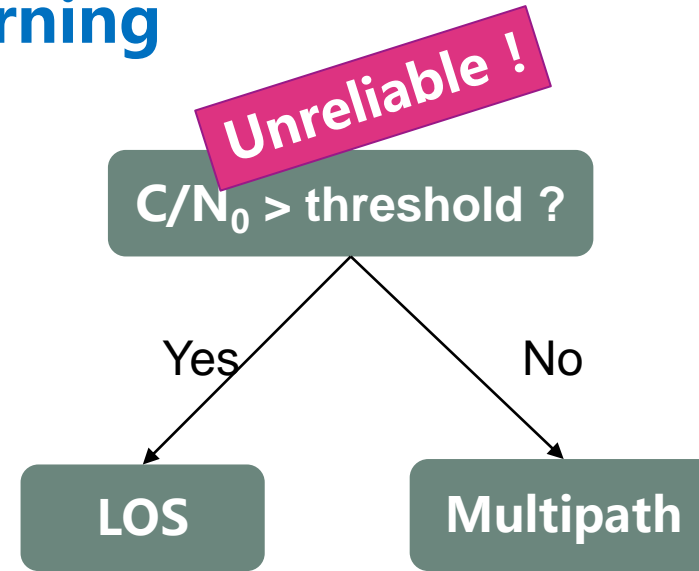 rning
Unreliable !
C/N₀ > threshold ?
Yes
No
LOS
Multipath